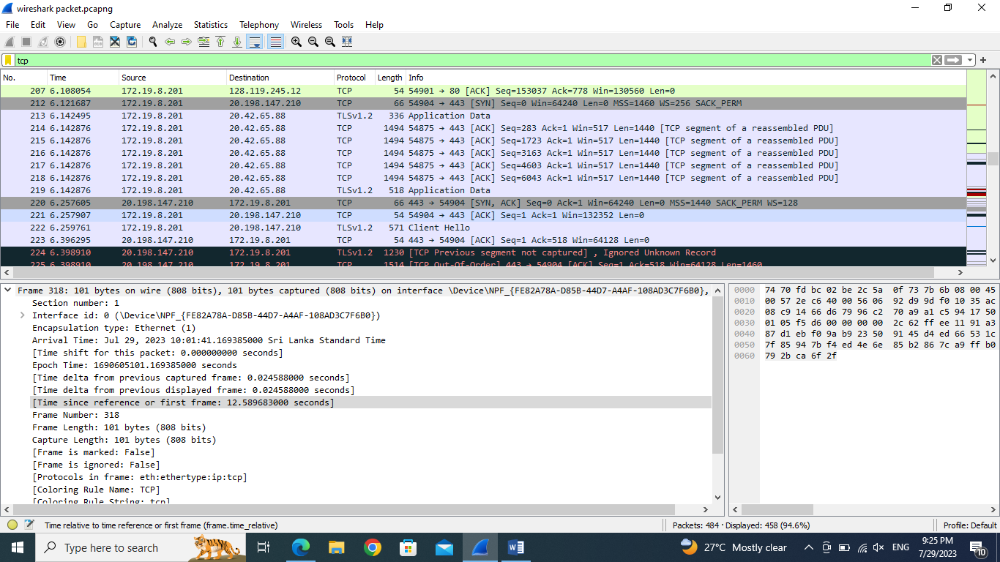 wireshark packet.pcapng
File Edit View Go Capture Analyze Statistics Telephony Wireless Tools Help
tcp
No. Time Source Destination Protocol Length Info
207 6.108054 172.19.8.201 128.119.245.12 TCP 54 54901 → 80 [ACK] Seq=153037 Ack=778 Win=130560 Len=0
212 6.121687 172.19.8.201 20.198.147.210 TCP 66 54904 → 443 [SYN] Seq=0 Win=64240 Len=0 MSS=1460 WS=256 SACK_PERM
213 6.142495 172.19.8.201 20.42.65.88 TLSv1.2 336 Application Data
214 6.142876 172.19.8.201 20.42.65.88 TCP 1494 54875 → 443 [ACK] Seq=283 Ack=1 Win=517 Len=1440 [TCP segment of a reassembled PDU]
215 6.142876 172.19.8.201 20.42.65.88 TCP 1494 54875 → 443 [ACK] Seq=1723 Ack=1 Win=517 Len=1440 [TCP segment of a reassembled PDU]
216 6.142876 172.19.8.201 20.42.65.88 TCP 1494 54875 → 443 [ACK] Seq=3163 Ack=1 Win=517 Len=1440 [TCP segment of a reassembled PDU]
217 6.142876 172.19.8.201 20.42.65.88 TCP 1494 54875 → 443 [ACK] Seq=4603 Ack=1 Win=517 Len=1440 [TCP segment of a reassembled PDU]
218 6.142876 172.19.8.201 20.42.65.88 TCP 1494 54875 → 443 [ACK] Seq=6043 Ack=1 Win=517 Len=1440 [TCP segment of a reassembled PDU]
219 6.142876 172.19.8.201 20.42.65.88 TLSv1.2 518 Application Data
220 6.257605 20.198.147.210 172.19.8.201 TCP 66 443 → 54904 [SYN, ACK] Seq=0 Ack=1 Win=64240 Len=0 MSS=1440 SACK_PERM WS=128
221 6.257907 172.19.8.201 20.198.147.210 TCP 54 54904 → 443 [ACK] Seq=1 Ack=1 Win=132352 Len=0
222 6.259761 172.19.8.201 20.198.147.210 TLSv1.2 571 Client Hello
223 6.396295 20.198.147.210 172.19.8.201 TCP 54 443 → 54904 [ACK] Seq=1 Ack=518 Win=64128 Len=0
224 6.398910 20.198.147.210 172.19.8.201 TLSv1.2 1230 [TCP Previous segment not captured] , Ignored Unknown Record
225 6.398910 20.198.147.210 172.19.8.201 TCP 1514 [TCP Out-Of-Order] 443 → 54904 [ACK] Seq=1 Ack=518 Win=64128 Len=1460
Frame 318: 101 bytes on wire (808 bits), 101 bytes captured (808 bits) on interface \Device\NPF_{FE82A78A-D85B-44D7-A4AF-108AD3C7F6B0},
Section number: 1
Interface id: 0 (\Device\NPF_{FE82A78A-D85B-44D7-A4AF-108AD3C7F6B0})
Encapsulation type: Ethernet (1)
Arrival Time: Jul 29, 2023 10:01:41.169385000 Sri Lanka Standard Time
[Time shift for this packet: 0.000000000 seconds]
Epoch Time: 1690605101.169385000 seconds
[Time delta from previous captured frame: 0.024588000 seconds]
[Time delta from previous displayed frame: 0.024588000 seconds]
[Time since reference or first frame: 12.589683000 seconds]
Frame Number: 318
Frame Length: 101 bytes (808 bits)
Capture Length: 101 bytes (808 bits)
[Frame is marked: False]
[Frame is ignored: False]
[Protocols in frame: eth:ethertype:ip:tcp]
[Coloring Rule Name: TCP]
[Coloring Rule String: tcp]
0000 74 70 fd bc 02 be 2c 5a 0f 73 7b 6b 08 00 45
0010 00 57 2e c6 40 00 56 06 92 d9 9d f0 10 35 ac
0020 08 c9 14 66 d6 79 96 c2 70 a9 a1 c5 94 17 50
0030 01 05 f5 d6 00 00 00 00 2c 62 ff ee 11 91 a3
0040 87 d1 eb f0 9a b9 23 50 91 45 d4 ed 66 53 1c
0050 7f 85 94 7b f4 ed 4e 6e 85 b2 86 7c a9 ff b0
0060 79 2b ca 6f 2f
Time relative to time reference or first frame (frame.time_relative)
Packets: 484 · Displayed: 458 (94.6%)
Profile: Default
Type here to search
27°C Mostly clear
ENG
9:25 PM
7/29/2023
10